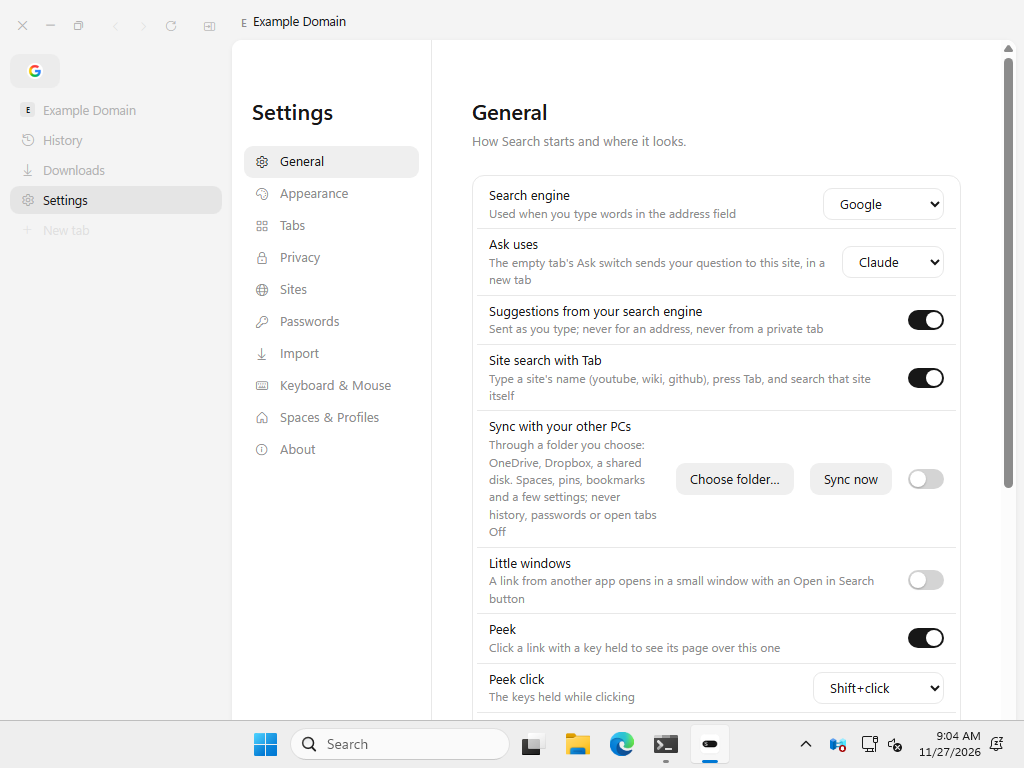 E Example Domain
E Example Domain
History
Downloads
Settings
New tab
Settings
General
Appearance
Tabs
Privacy
Sites
Passwords
Import
Keyboard & Mouse
Spaces & Profiles
About
General
How Search starts and where it looks.
Search engine
Used when you type words in the address field
Google
Ask uses
The empty tab's Ask switch sends your question to this site, in a
new tab
Claude
Suggestions from your search engine
Sent as you type; never for an address, never from a private tab
Site search with Tab
Type a site's name (youtube, wiki, github), press Tab, and search that site
itself
Sync with your other PCs
Through a folder you choose:
OneDrive, Dropbox, a shared
disk. Spaces, pins, bookmarks
and a few settings; never
history, passwords or open tabs
Off
Choose folder...
Sync now
Little windows
A link from another app opens in a small window with an Open in Search
button
Peek
Click a link with a key held to see its page over this one
Peek click
The keys held while clicking
Shift+click
Search
9:04 AM
11/27/2026